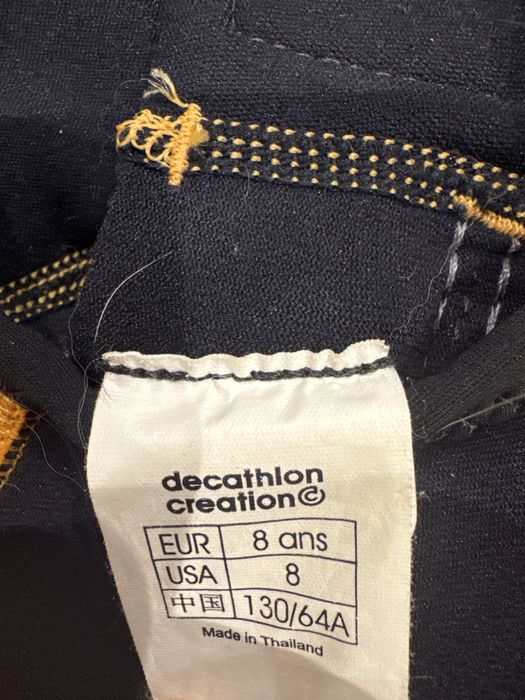 decathlon
creation©
EUR 8 ans
USA 8
中国 130/64A
Made in Thailand